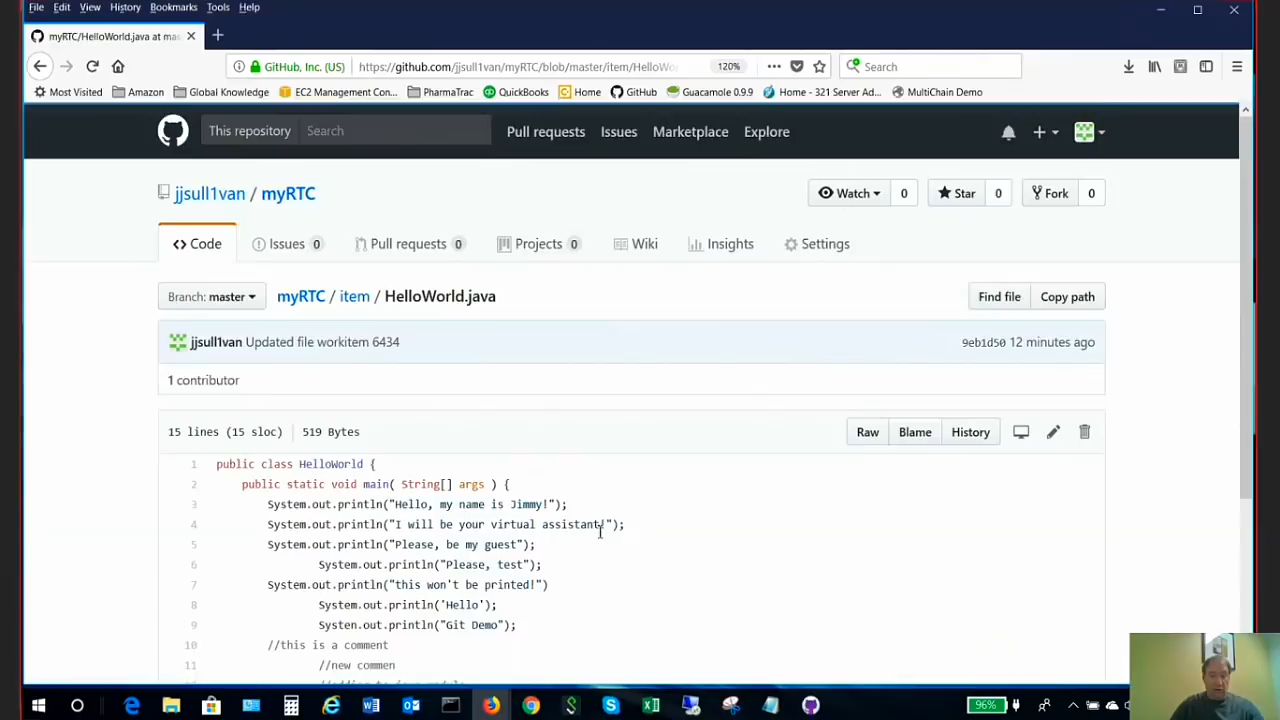 File Edit View History Bookmarks Tools Help
myRTC/HelloWorld.java at mas
GitHub, Inc. (US) https://github.com/jjsull1van/myRTC/blob/master/item/HelloWo 120% Search
Most Visited Amazon Global Knowledge EC2 Management Con... PharmaTrac QuickBooks Home GitHub Guacamole 0.9.9 Home - 321 Server Ad... MultiChain Demo
This repository Search Pull requests Issues Marketplace Explore
jjsull1van / myRTC Watch 0 Star 0 Fork 0
Code Issues 0 Pull requests 0 Projects 0 Wiki Insights Settings
Branch: master myRTC / item / HelloWorld.java Find file Copy path
jjsull1van Updated file workitem 6434 9eb1d50 12 minutes ago
1 contributor
15 lines (15 sloc) 519 Bytes Raw Blame History
1 public class HelloWorld {
2 public static void main( String[] args ) {
3 System.out.println("Hello, my name is Jimmy!");
4 System.out.println("I will be your virtual assistant!");
5 System.out.println("Please, be my guest");
6 System.out.println("Please, test");
7 System.out.println("this won't be printed!")
8 System.out.println('Hello');
9 Systen.out.println("Git Demo");
10 //this is a comment
11 //new commen
96%